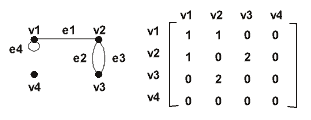 v1 e1 v2
e4 e2 e3
v4 v3
v1 v2 v3 v4
v1 1 1 0 0
v2 1 0 2 0
v3 0 2 0 0
v4 0 0 0 0